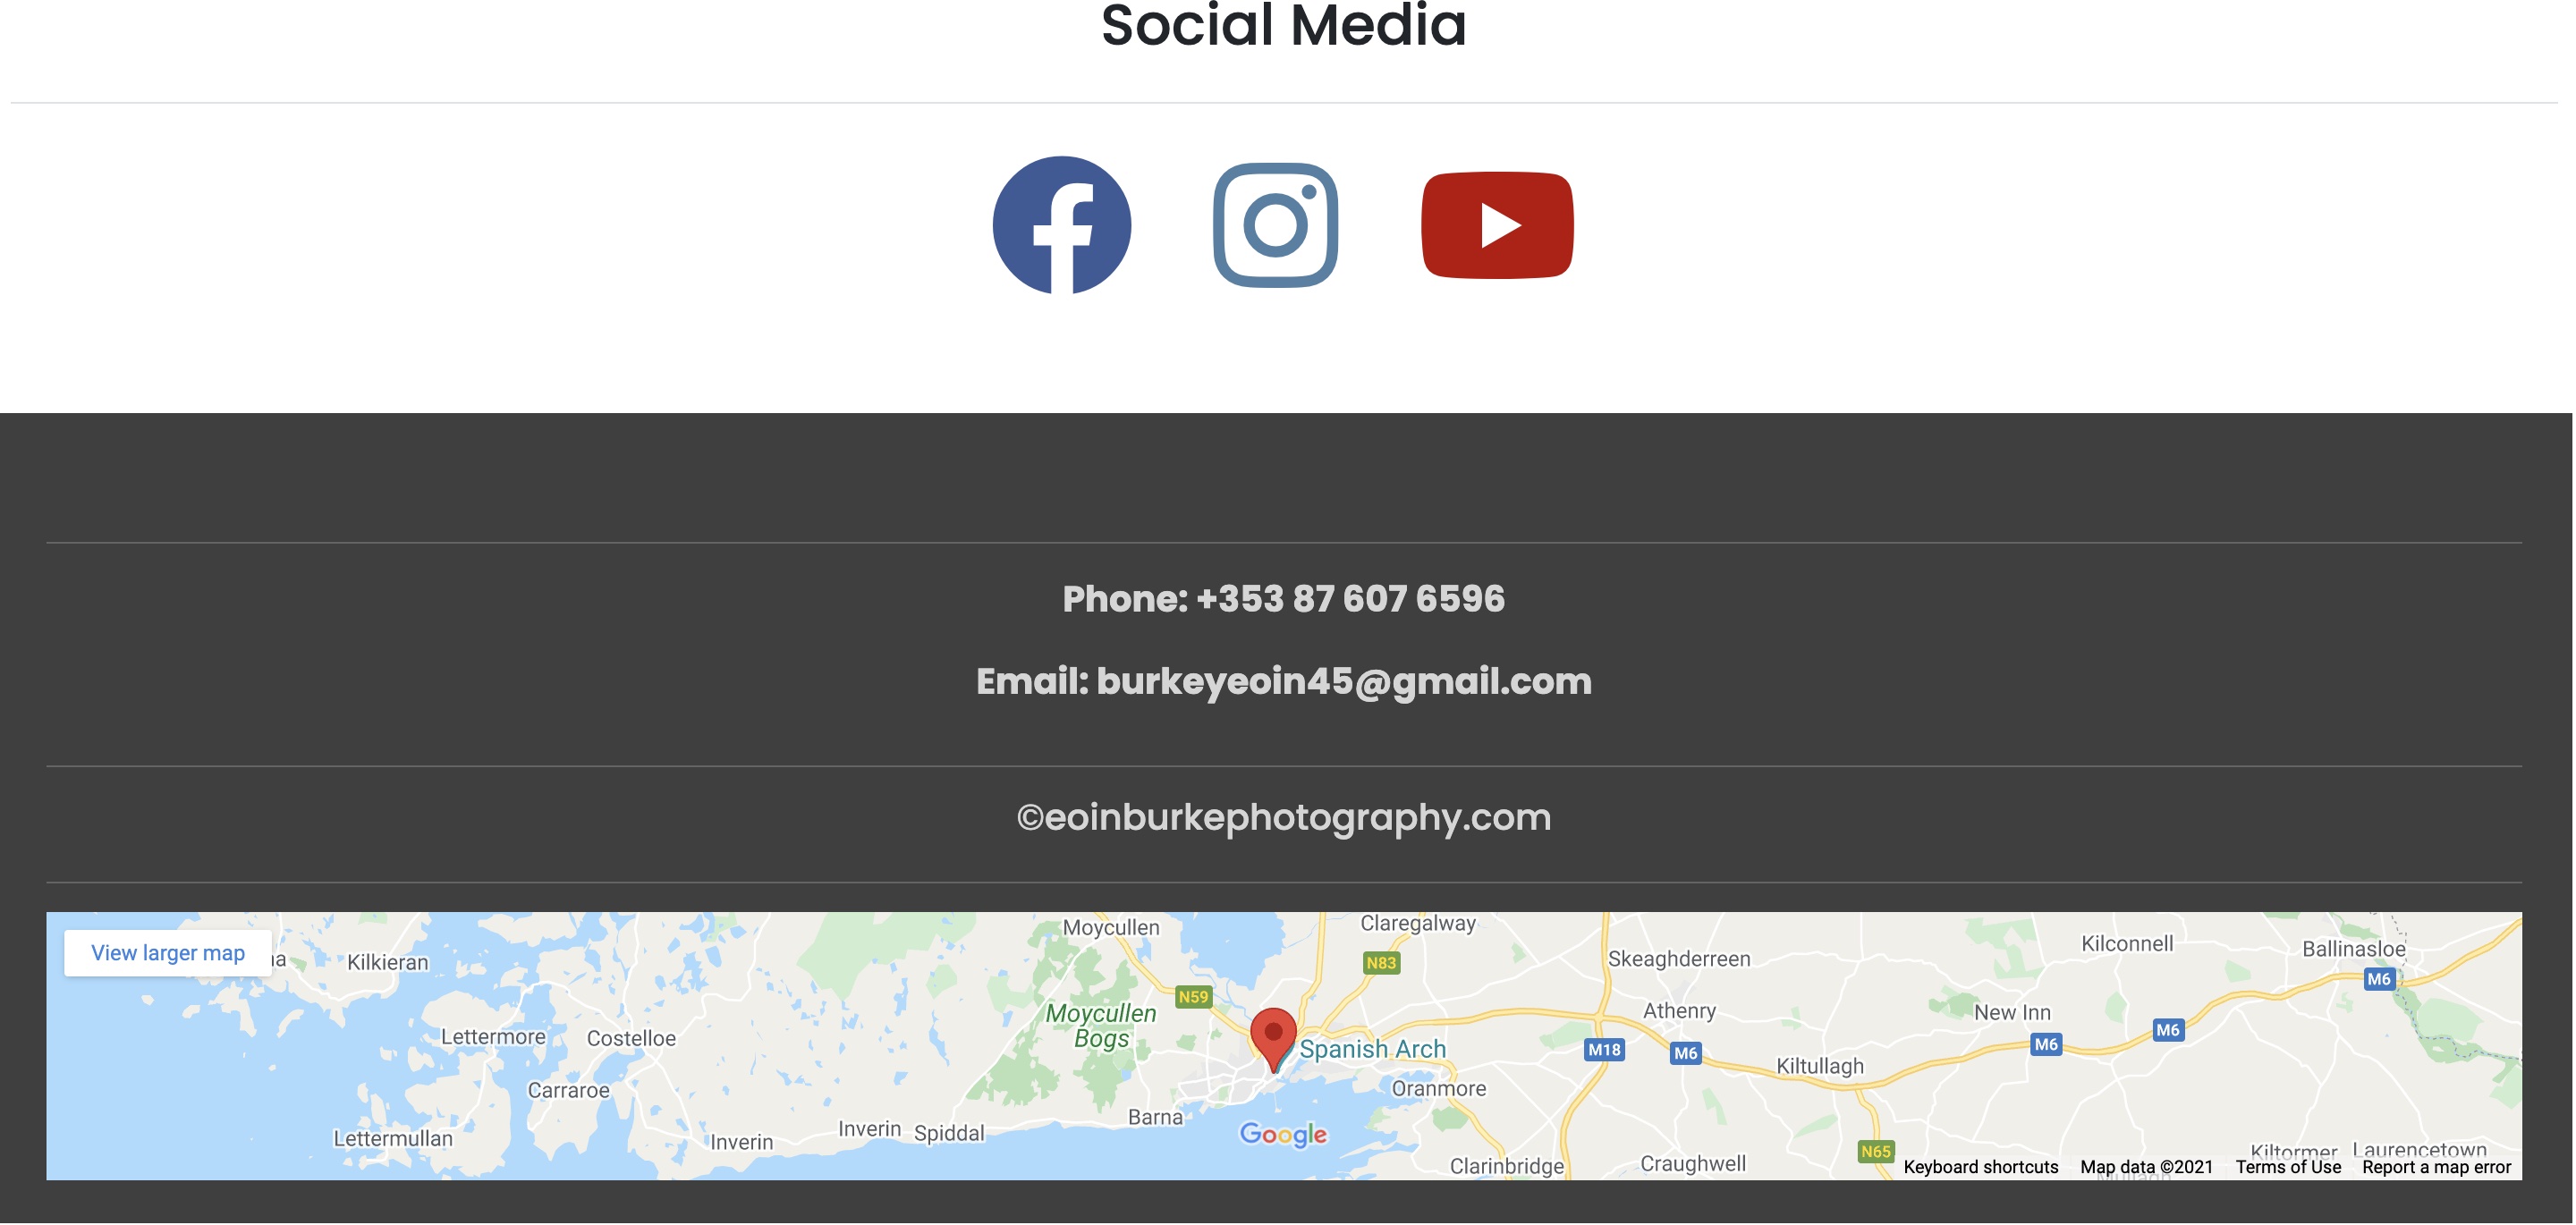 Social Media
Phone: +353 87 607 6596
Email: burkeyeoin45@gmail.com
©eoinburkephotography.com
View larger map
na
Kilkieran
Moycullen
Claregalway
N83
Skeaghderreen
Kilconnell
Ballinasloe
M6
N59
Moycullen
Bogs
Athenry
New Inn
Lettermore
Costelloe
Spanish Arch
M18
M6
M6
M6
Kiltullagh
Carraroe
Oranmore
Barna
Lettermullan
Inverin
Inverin
Spiddal
Google
Clarinbridge
Craughwell
N65
Kiltormer
Laurencetown
Keyboard shortcuts
Map data ©2021
Terms of Use
Report a map error